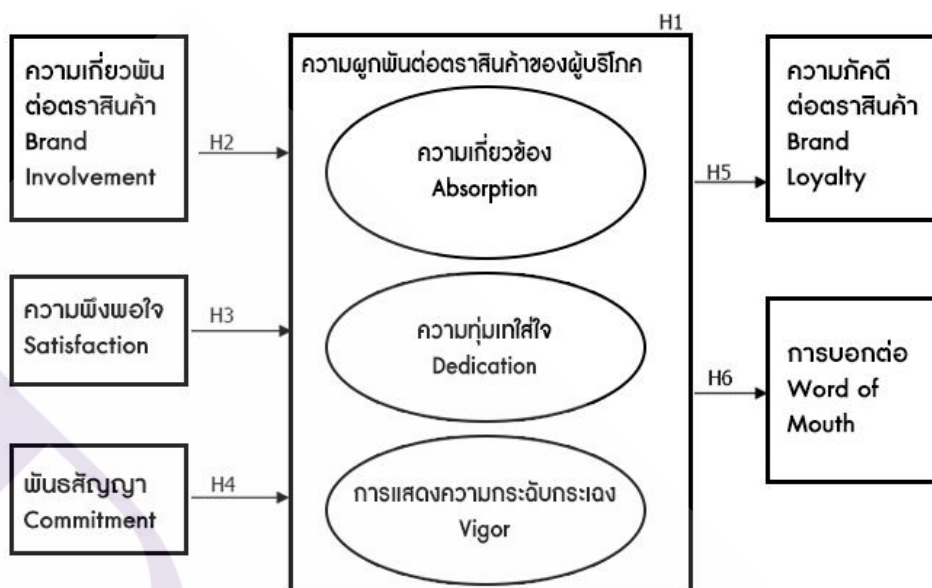 H1
ความเกี่ยวพัน
ต่อตราสินค้า
Brand
Involvement
H2
ความพึงพอใจ
Satisfaction
H3
พันธสัญญา
Commitment
H4
ความผูกพันต่อตราสินค้าของผู้บริโภค
ความเกี่ยวข้อง
Absorption
ความทุ่มเทใส่ใจ
Dedication
การแสดงความกระฉับกระเฉง
Vigor
H5
ความภัคดี
ต่อตราสินค้า
Brand
Loyalty
H6
การบอกต่อ
Word of
Mouth